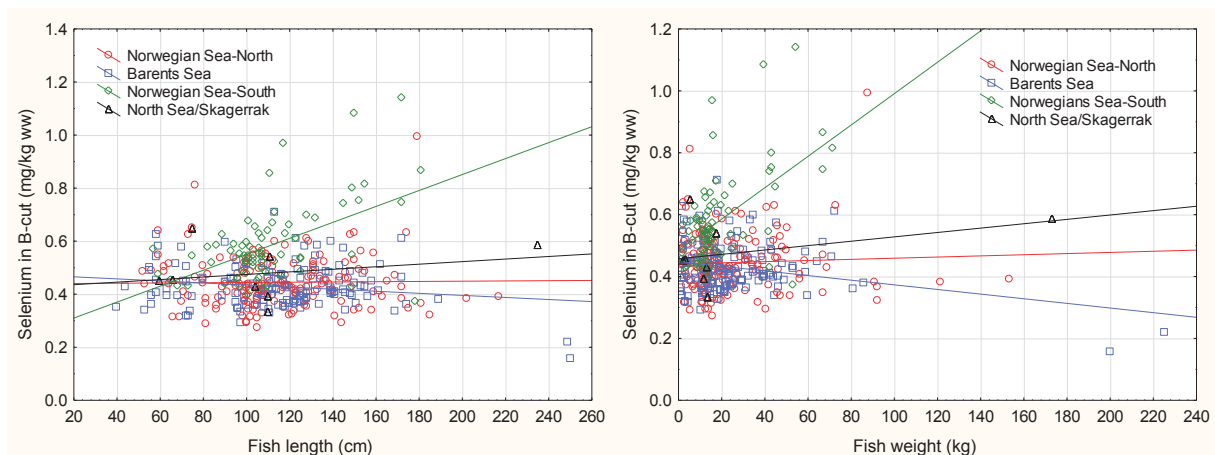 1.4
1.2
1.0
0.8
0.6
0.4
0.2
0.0
Selenium in B-cut (mg/kg ww)
Norwegian Sea-North
Barents Sea
Norwegian Sea-South
North Sea/Skagerrak
20 40 60 80 100 120 140 160 180 200 220 240 260
Fish length (cm)
1.2
1.0
0.8
0.6
0.4
0.2
0.0
Selenium in B-cut (mg/kg ww)
Norwegian Sea-North
Barents Sea
Norwegians Sea-South
North Sea/Skagerrak
0 20 40 60 80 100 120 140 160 180 200 220 240
Fish weight (kg)